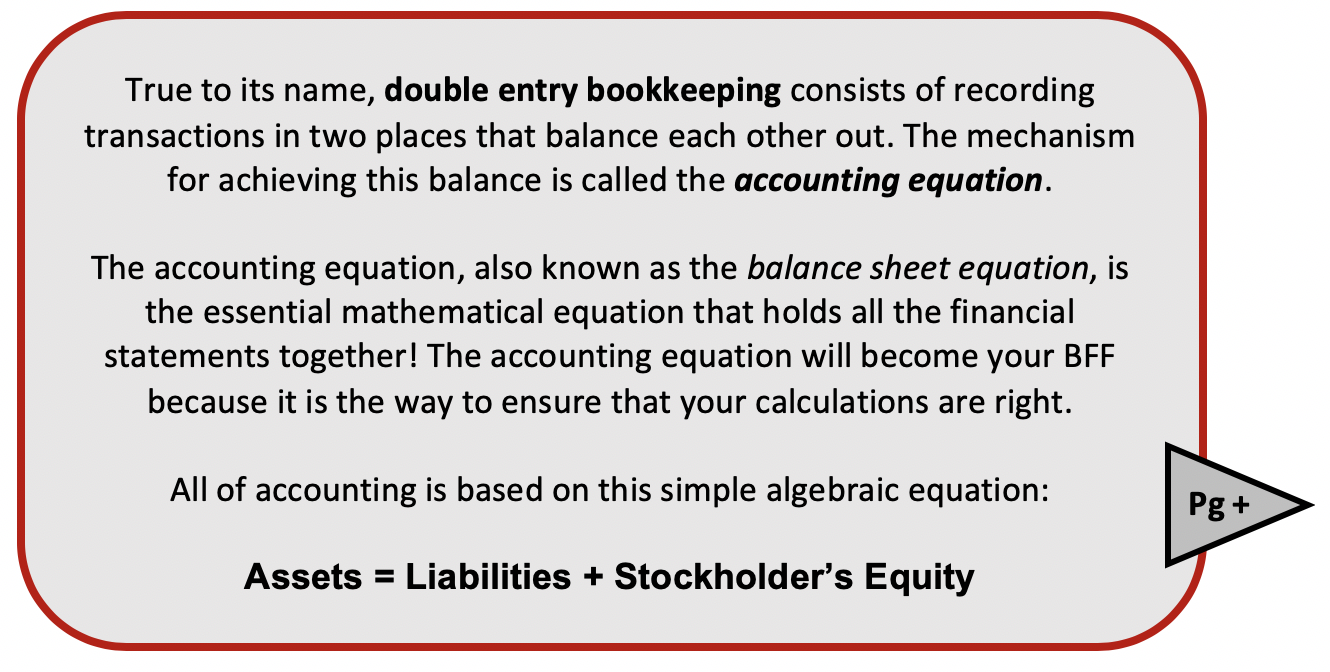 True to its name, double entry bookkeeping consists of recording
transactions in two places that balance each other out. The mechanism
for achieving this balance is called the accounting equation.
The accounting equation, also known as the balance sheet equation, is
the essential mathematical equation that holds all the financial
statements together! The accounting equation will become your BFF
because it is the way to ensure that your calculations are right.
All of accounting is based on this simple algebraic equation:
Pg +
Assets = Liabilities + Stockholder’s Equity